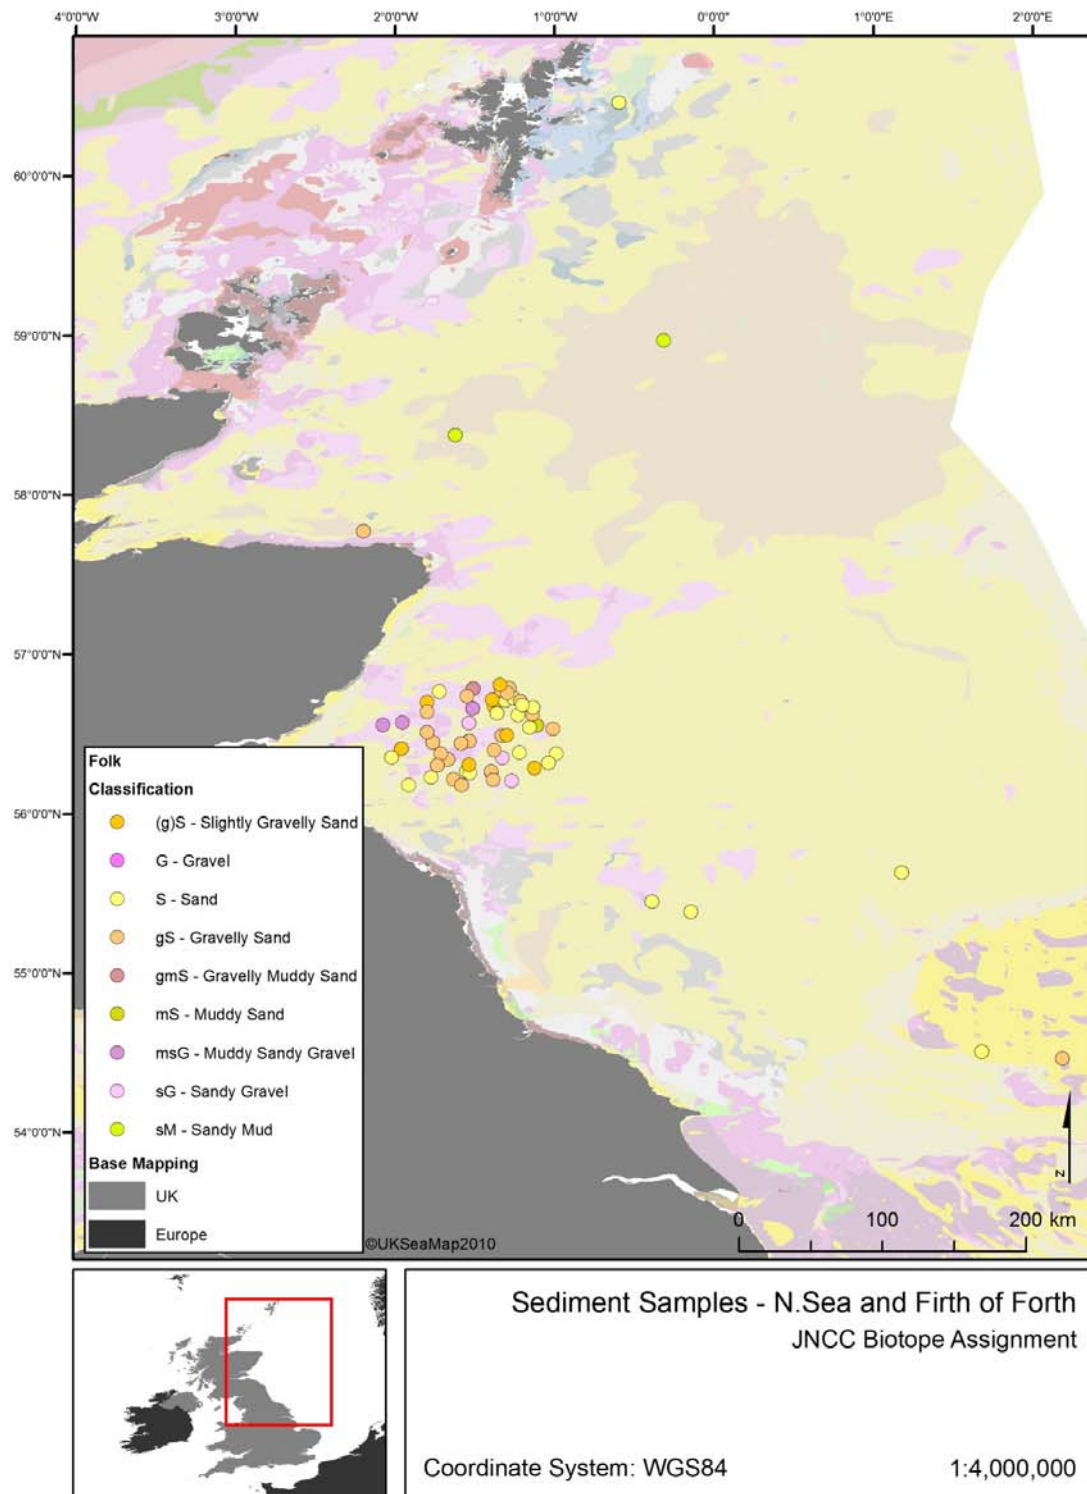 4°0'0"W
3°0'0"W
2°0'0"W
1°0'0"W
0°0'0"
1°0'0"E
2°0'0"E
60°0'0"N
59°0'0"N
58°0'0"N
57°0'0"N
56°0'0"N
55°0'0"N
54°0'0"N
Folk
Classification
(g)S - Slightly Gravelly Sand
G - Gravel
S - Sand
gS - Gravelly Sand
gmS - Gravelly Muddy Sand
mS - Muddy Sand
msG - Muddy Sandy Gravel
sG - Sandy Gravel
sM - Sandy Mud
Base Mapping
UK
Europe
©UKSeaMap2010
N
0 100 200 km
Sediment Samples - N.Sea and Firth of Forth
JNCC Biotope Assignment
Coordinate System: WGS84 1:4,000,000